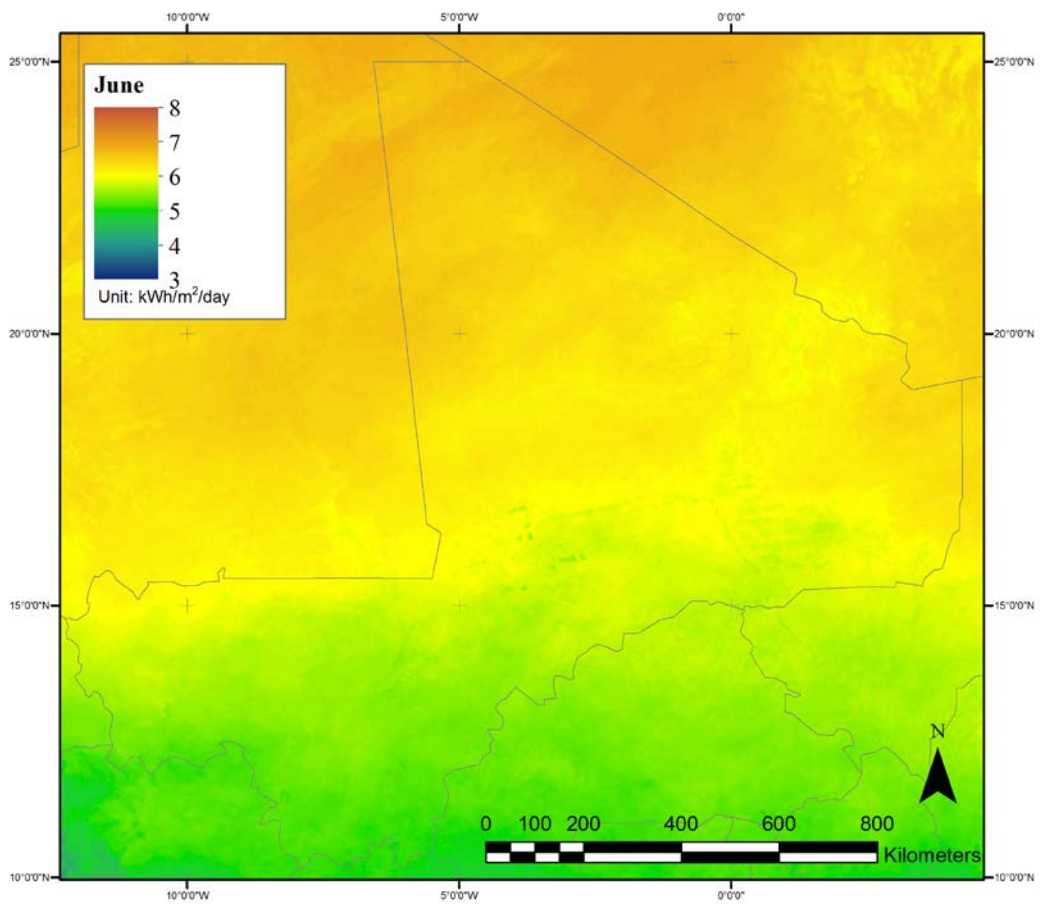 10°0'0"W 5°0'0"W 0°0'0"
25°0'0"N 25°0'0"N
June
8
7
6
5
4
3
Unit: kWh/m²/day
20°0'0"N 20°0'0"N
15°0'0"N 15°0'0"N
N
0 100 200 400 600 800
Kilometers
10°0'0"N 10°0'0"N
10°0'0"W 5°0'0"W 0°0'0"